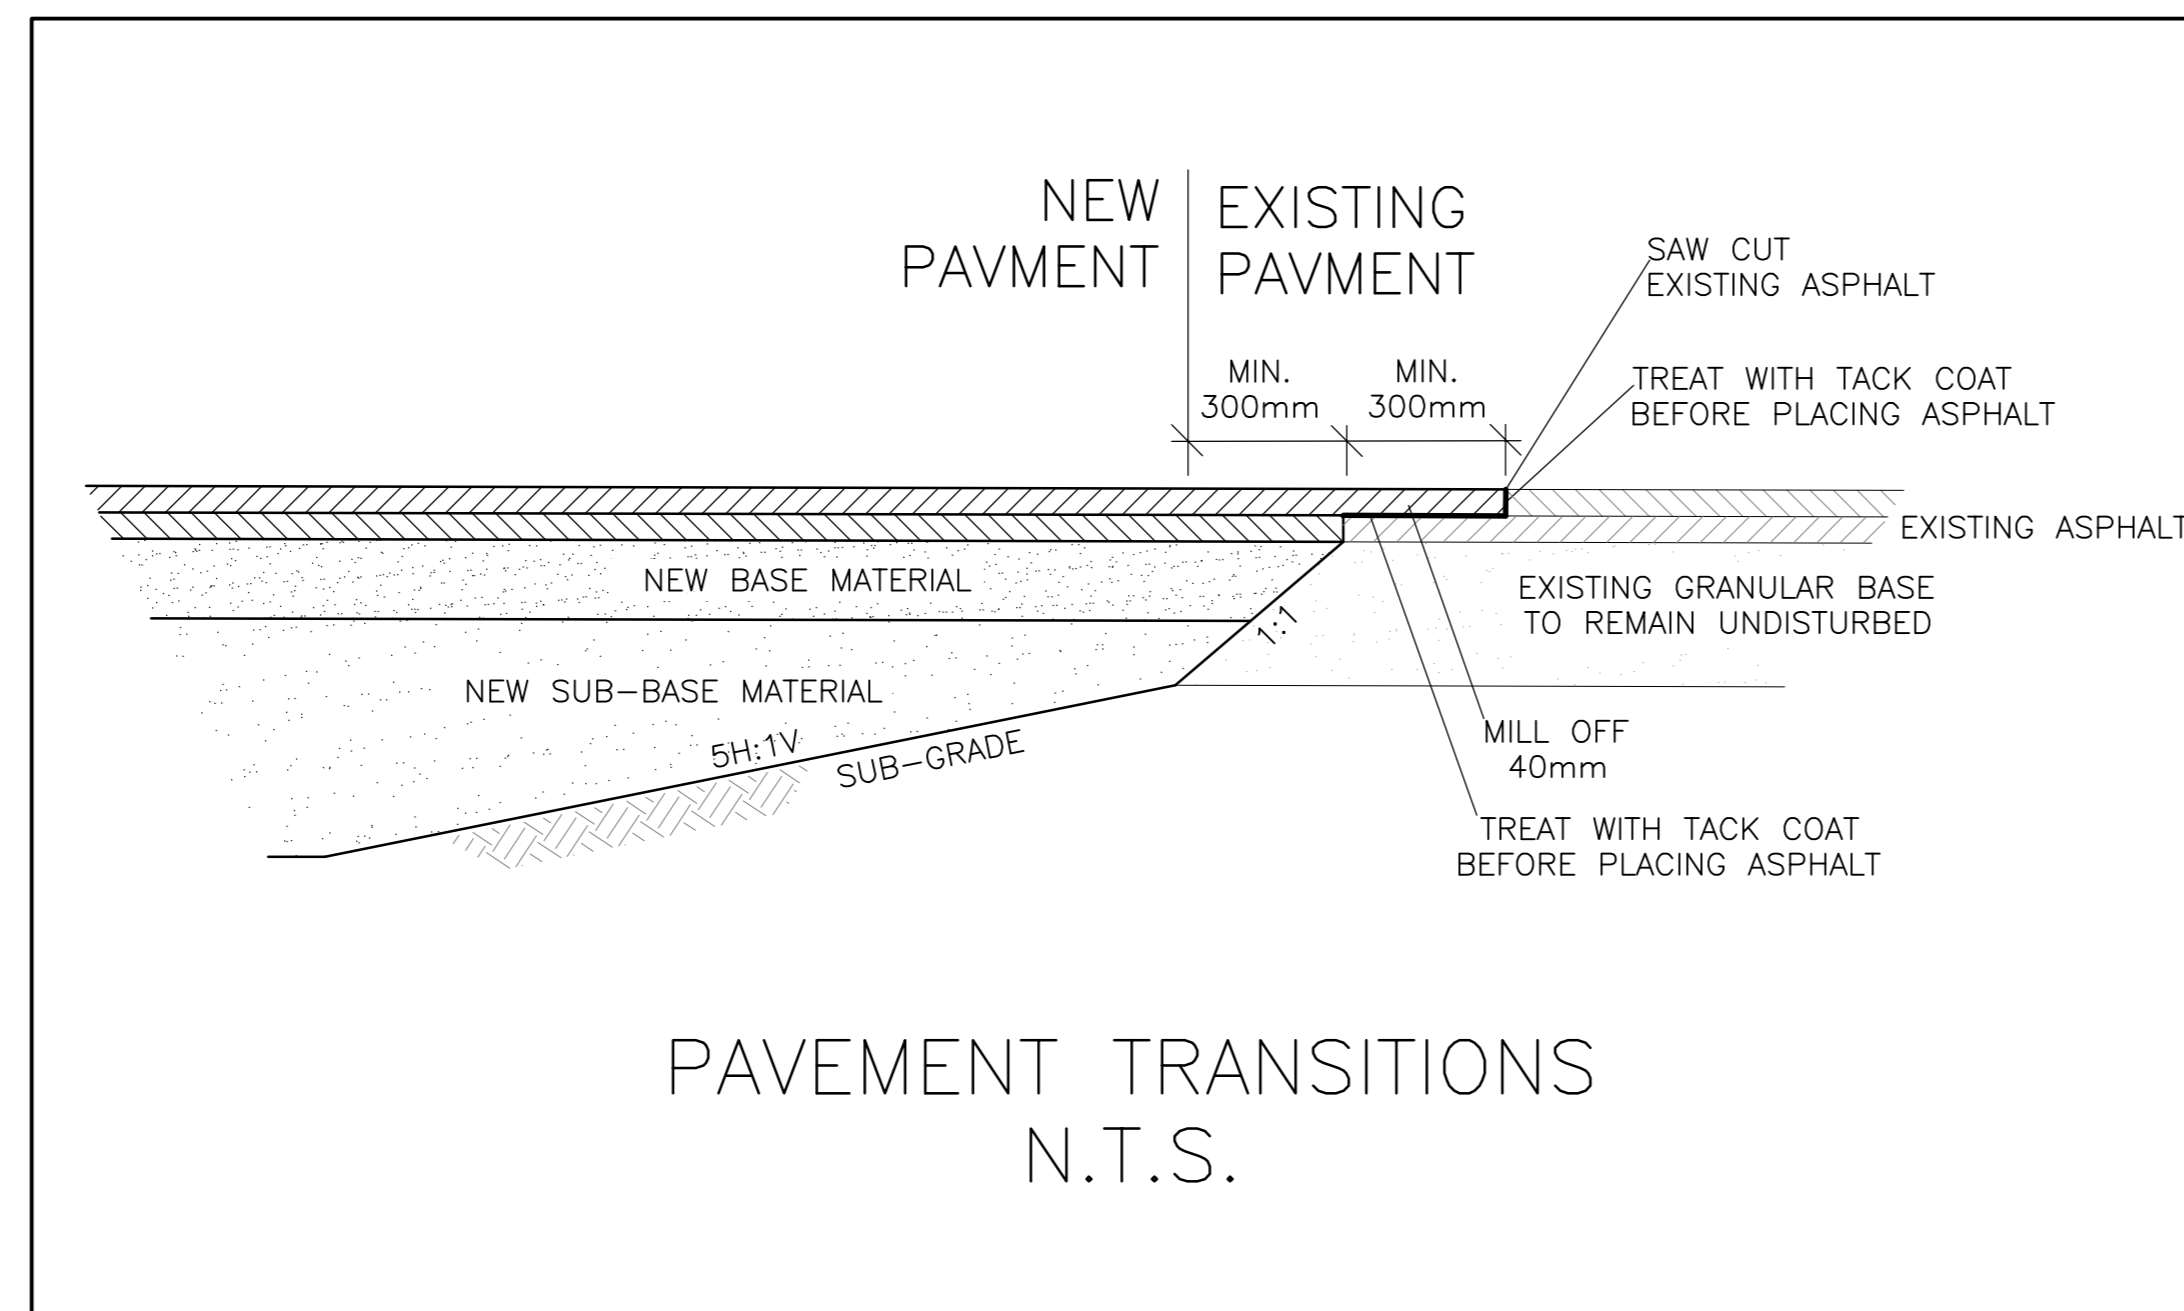 NEW
PAVMENT
EXISTING
PAVMENT
SAW CUT
EXISTING ASPHALT
MIN.
300mm
MIN.
300mm
TREAT WITH TACK COAT
BEFORE PLACING ASPHALT
EXISTING ASPHALT
NEW BASE MATERIAL
EXISTING GRANULAR BASE
TO REMAIN UNDISTURBED
1:1
NEW SUB-BASE MATERIAL
5H:1V
SUB-GRADE
MILL OFF
40mm
TREAT WITH TACK COAT
BEFORE PLACING ASPHALT
PAVEMENT TRANSITIONS
N.T.S.